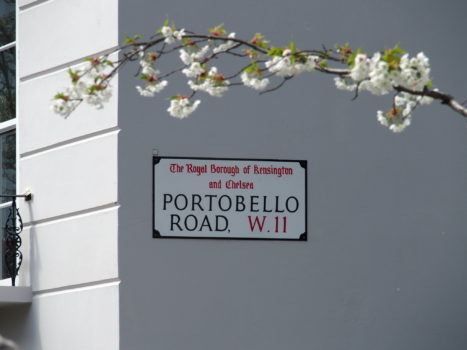 The Royal Borough of Kensington
and Chelsea
PORTOBELLO
ROAD, W.11